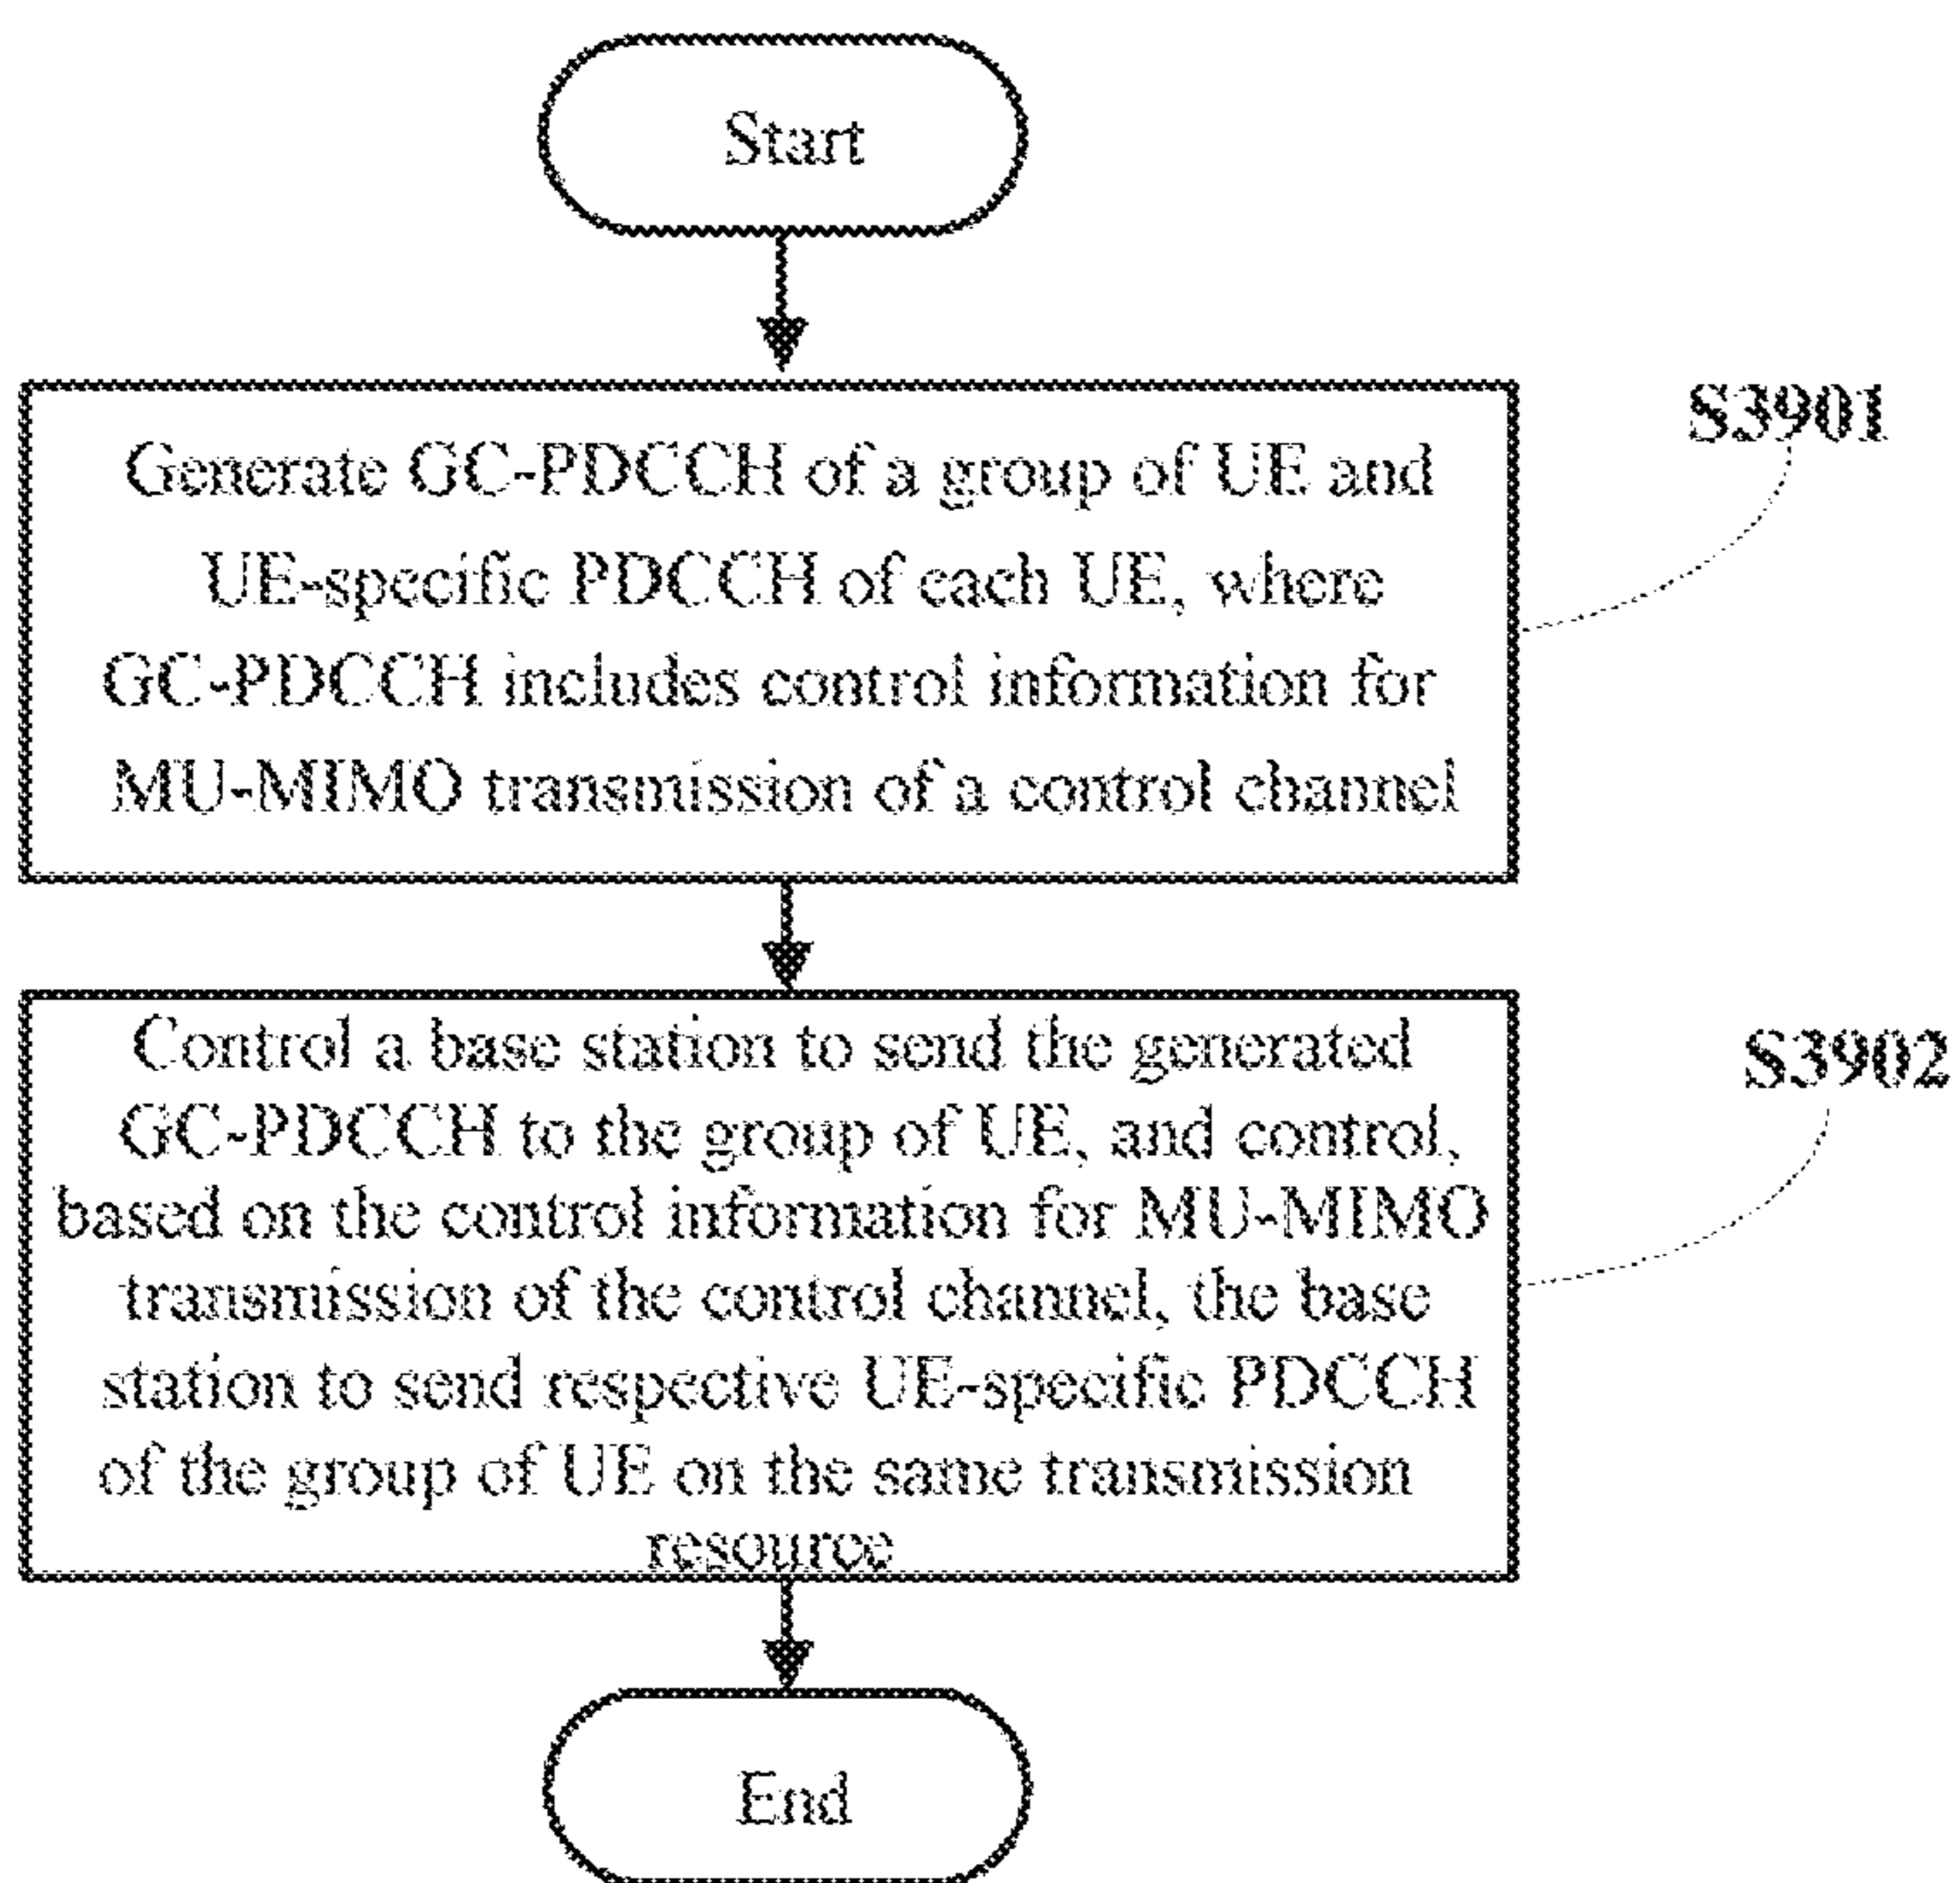 Start
S3901
Generate GC-PDCCH of a group of UE and
UE-specific PDCCH of each UE, where
GC-PDCCH includes control information for
MU-MIMO transmission of a control channel
S3902
Control a base station to send the generated
GC-PDCCH to the group of UE, and control,
based on the control information for MU-MIMO
transmission of the control channel, the base
station to send respective UE-specific PDCCH
of the group of UE on the same transmission
resource
End